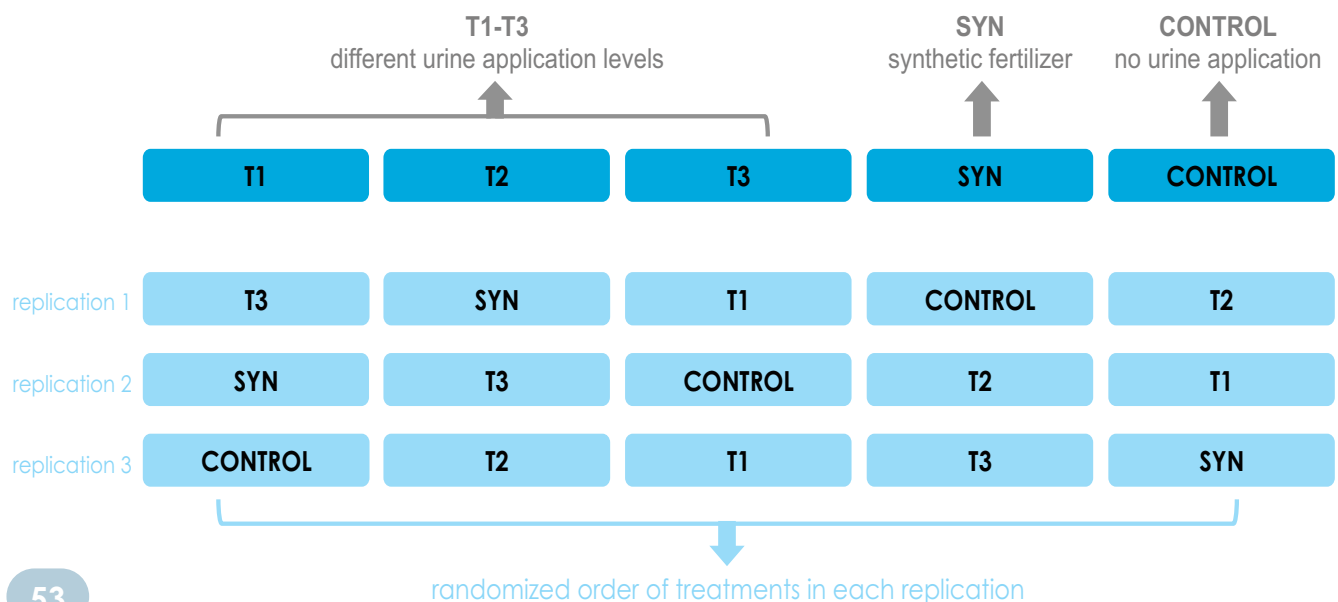 T1-T3
different urine application levels
SYN
synthetic fertilizer
CONTROL
no urine application
T1 T2 T3 SYN CONTROL
replication 1 T3 SYN T1 CONTROL T2
replication 2 SYN T3 CONTROL T2 T1
replication 3 CONTROL T2 T1 T3 SYN
randomized order of treatments in each replication
53